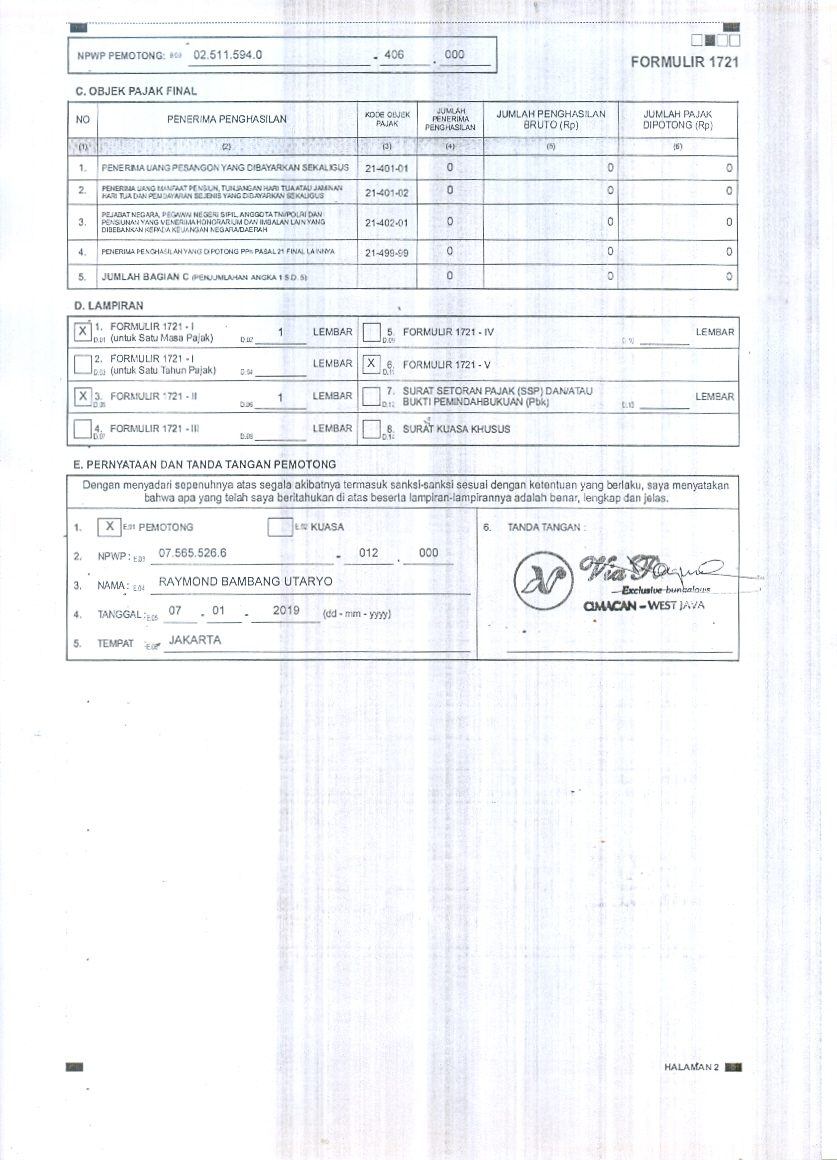 NPWP PEMOTONG: 02.511.594.0 - 406 . 000
FORMULIR 1721
C. OBJEK PAJAK FINAL
NO PENERIMA PENGHASILAN KODE OBJEK PAJAK JUMLAH PENERIMA PENGHASILAN JUMLAH PENGHASILAN BRUTO (Rp) JUMLAH PAJAK DIPOTONG (Rp)
(1) (2) (3) (4) (5) (6)
1. PENERIMA UANG PESANGON YANG DIBAYARKAN SEKALIGUS 21-401-01 0 0 0
2. PENERIMA UANG MANFAAT PENSIUN, TUNJANGAN HARI TUA ATAU JAMINAN
HARI TUA DAN PEMBAYARAN SEJENIS YANG DIBAYARKAN SEKALIGUS 21-401-02 0 0 0
3. PEJABAT NEGARA, PEGAWAI NEGERI SIPIL, ANGGOTA TNI/POLRI DAN
PENSIUNAN YANG MENERIMA HONORARIUM DAN IMBALAN LAIN YANG
DIBEBANKAN KEPADA KEUANGAN NEGARA/DAERAH 21-402-01 0 0 0
4. PENERIMA PENGHASILAN YANG DIPOTONG PPh PASAL 21 FINAL LAINNYA 21-499-99 0 0 0
5. JUMLAH BAGIAN C (PENJUMLAHAN ANGKA 1 S.D. 5) 0 0 0
D. LAMPIRAN
X 1. FORMULIR 1721 - I
D.01 (untuk Satu Masa Pajak) D.02 1 LEMBAR
5. FORMULIR 1721 - IV D.09 D.10 LEMBAR
2. FORMULIR 1721 - I
D.03 (untuk Satu Tahun Pajak) D.04 LEMBAR
X 6. FORMULIR 1721 - V D.11
X 3. FORMULIR 1721 - II D.05 D.06 1 LEMBAR
7. SURAT SETORAN PAJAK (SSP) DAN/ATAU
D.12 BUKTI PEMINDAHBUKUAN (Pbk) D.13 LEMBAR
4. FORMULIR 1721 - III D.07 D.08 LEMBAR
8. SURAT KUASA KHUSUS D.14
E. PERNYATAAN DAN TANDA TANGAN PEMOTONG
Dengan menyadari sepenuhnya atas segala akibatnya termasuk sanksi-sanksi sesuai dengan ketentuan yang berlaku, saya menyatakan
bahwa apa yang telah saya beritahukan di atas beserta lampiran-lampirannya adalah benar, lengkap dan jelas.
1. X E.01 PEMOTONG E.02 KUASA
2. NPWP : E.03 07.565.526.6 - 012 . 000
3. NAMA : E.04 RAYMOND BAMBANG UTARYO
4. TANGGAL : E.05 07 - 01 - 2019 (dd - mm - yyyy)
5. TEMPAT E.06 JAKARTA
6. TANDA TANGAN :
Via
Exclusive bungalows
CIMACAN - WEST JAVA
HALAMAN 2